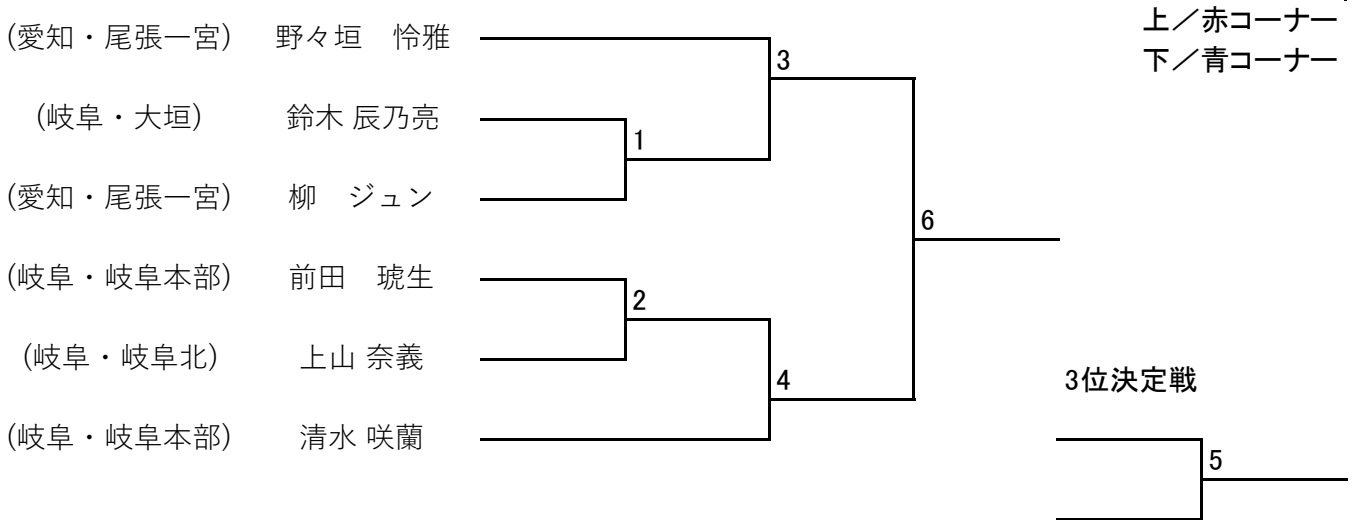 上／赤コーナー
下／青コーナー
(愛知・尾張一宮) 野々垣　怜雅
3
(岐阜・大垣) 鈴木 辰乃亮
1
(愛知・尾張一宮) 柳　ジュン
6
(岐阜・岐阜本部) 前田　琥生
2
(岐阜・岐阜北) 上山 奈義
4
3位決定戦
(岐阜・岐阜本部) 清水 咲蘭
5